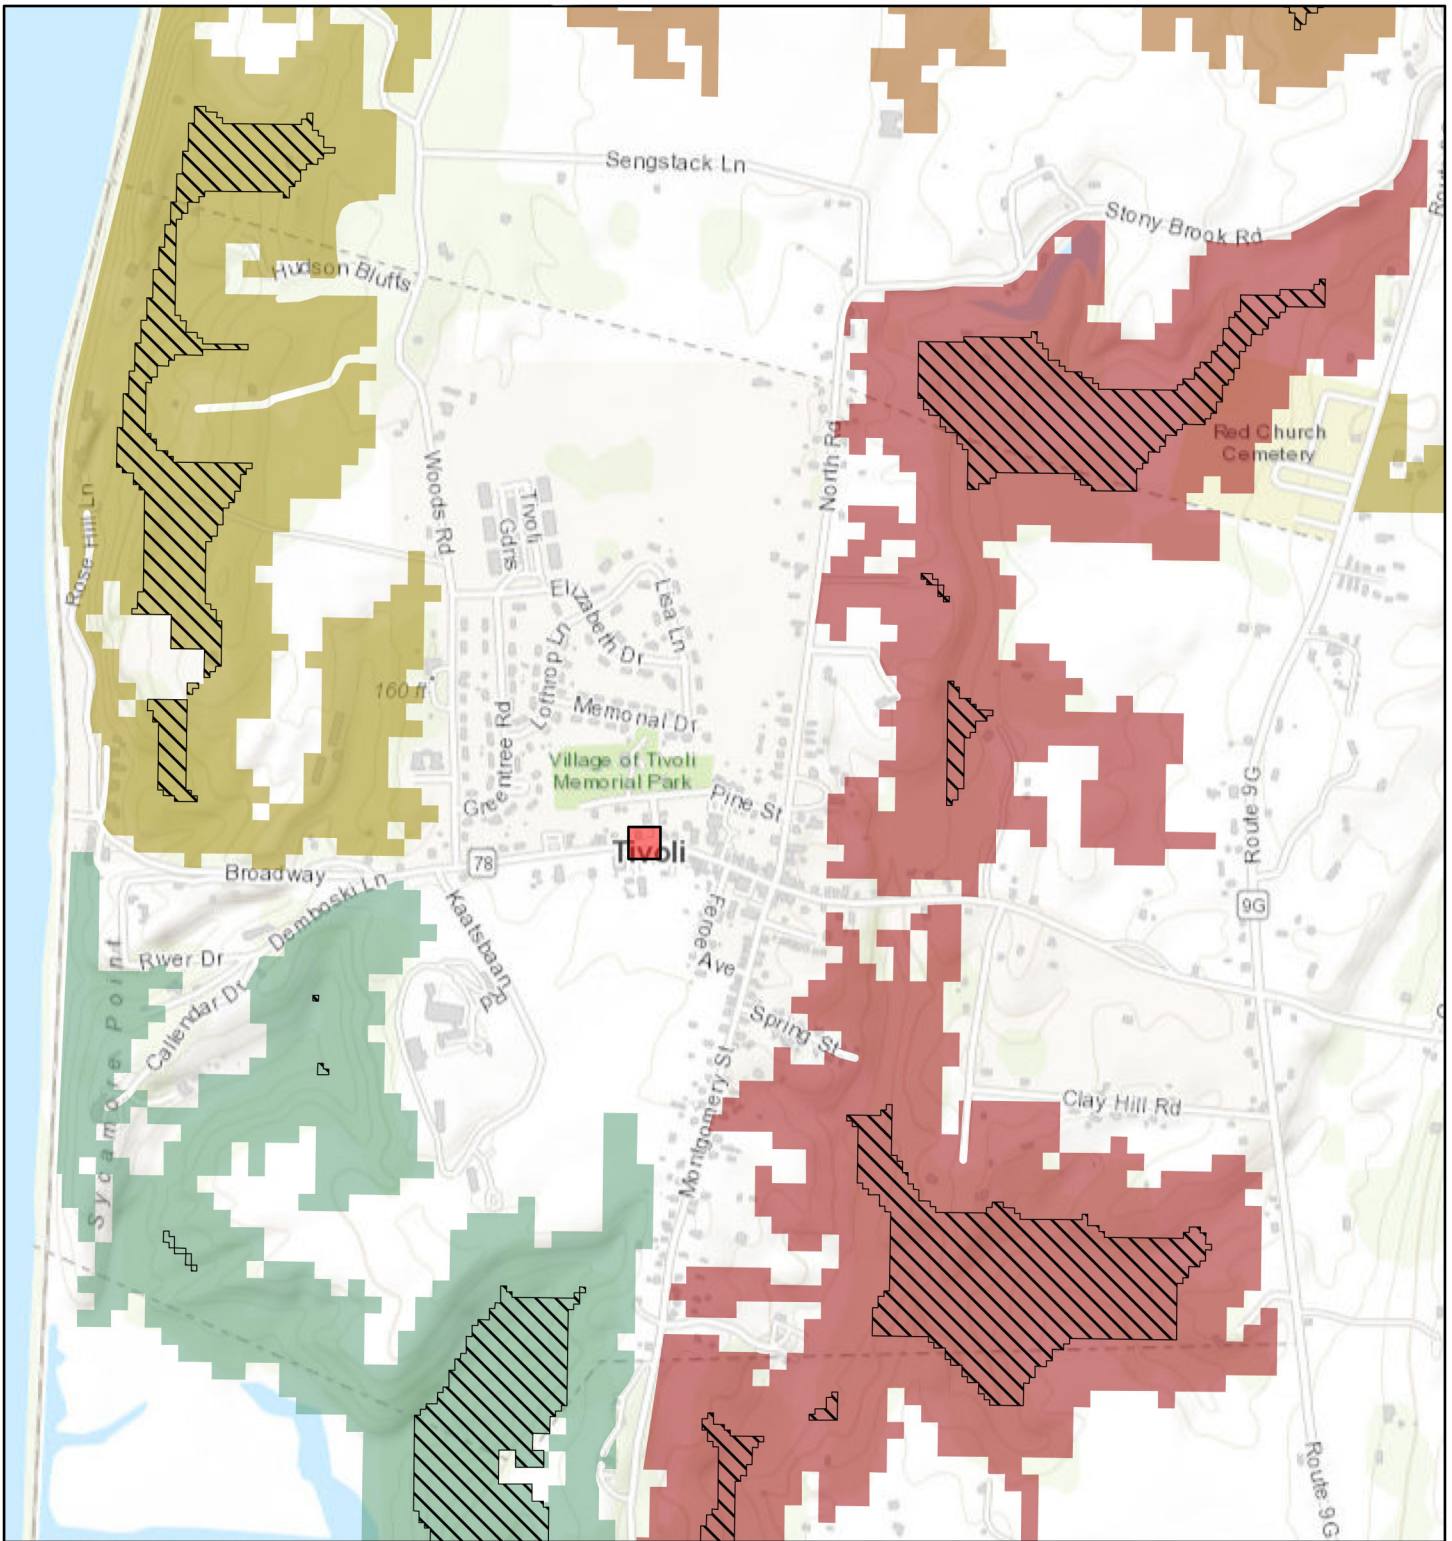 Sengstack Ln
Stony Brook Rd
Hudson Bluffs
Red Church
Cemetery
North Rd
Woods Rd
Tivoli
Gdns
Rose Hill Ln
Elizabeth Dr
Lisa Ln
Lothrop Ln
160 ft
Memorial Dr
Greentree Rd
Village of Tivoli
Memorial Park
Pine St
Route 9G
Tivoli
78
Broadway
Demboski Ln
Kaatsbaan Rd
Feroe
Ave
9G
River Dr
Callendar Dr
Sycamore Point
Spring St
Montgomery St
Clay Hill Rd
Route 9G